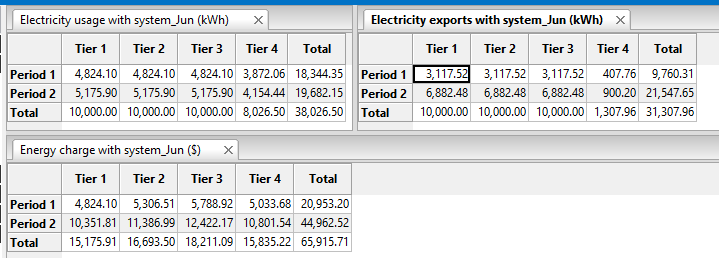 Electricity usage with system_Jun (kWh) ×
Tier 1 Tier 2 Tier 3 Tier 4 Total
Period 1 4,824.10 4,824.10 4,824.10 3,872.06 18,344.35
Period 2 5,175.90 5,175.90 5,175.90 4,154.44 19,682.15
Total 10,000.00 10,000.00 10,000.00 8,026.50 38,026.50
Electricity exports with system_Jun (kWh) ×
Tier 1 Tier 2 Tier 3 Tier 4 Total
Period 1 3,117.52 3,117.52 3,117.52 407.76 9,760.31
Period 2 6,882.48 6,882.48 6,882.48 900.20 21,547.65
Total 10,000.00 10,000.00 10,000.00 1,307.96 31,307.96
Energy charge with system_Jun ($) ×
Tier 1 Tier 2 Tier 3 Tier 4 Total
Period 1 4,824.10 5,306.51 5,788.92 5,033.68 20,953.20
Period 2 10,351.81 11,386.99 12,422.17 10,801.54 44,962.52
Total 15,175.91 16,693.50 18,211.09 15,835.22 65,915.71